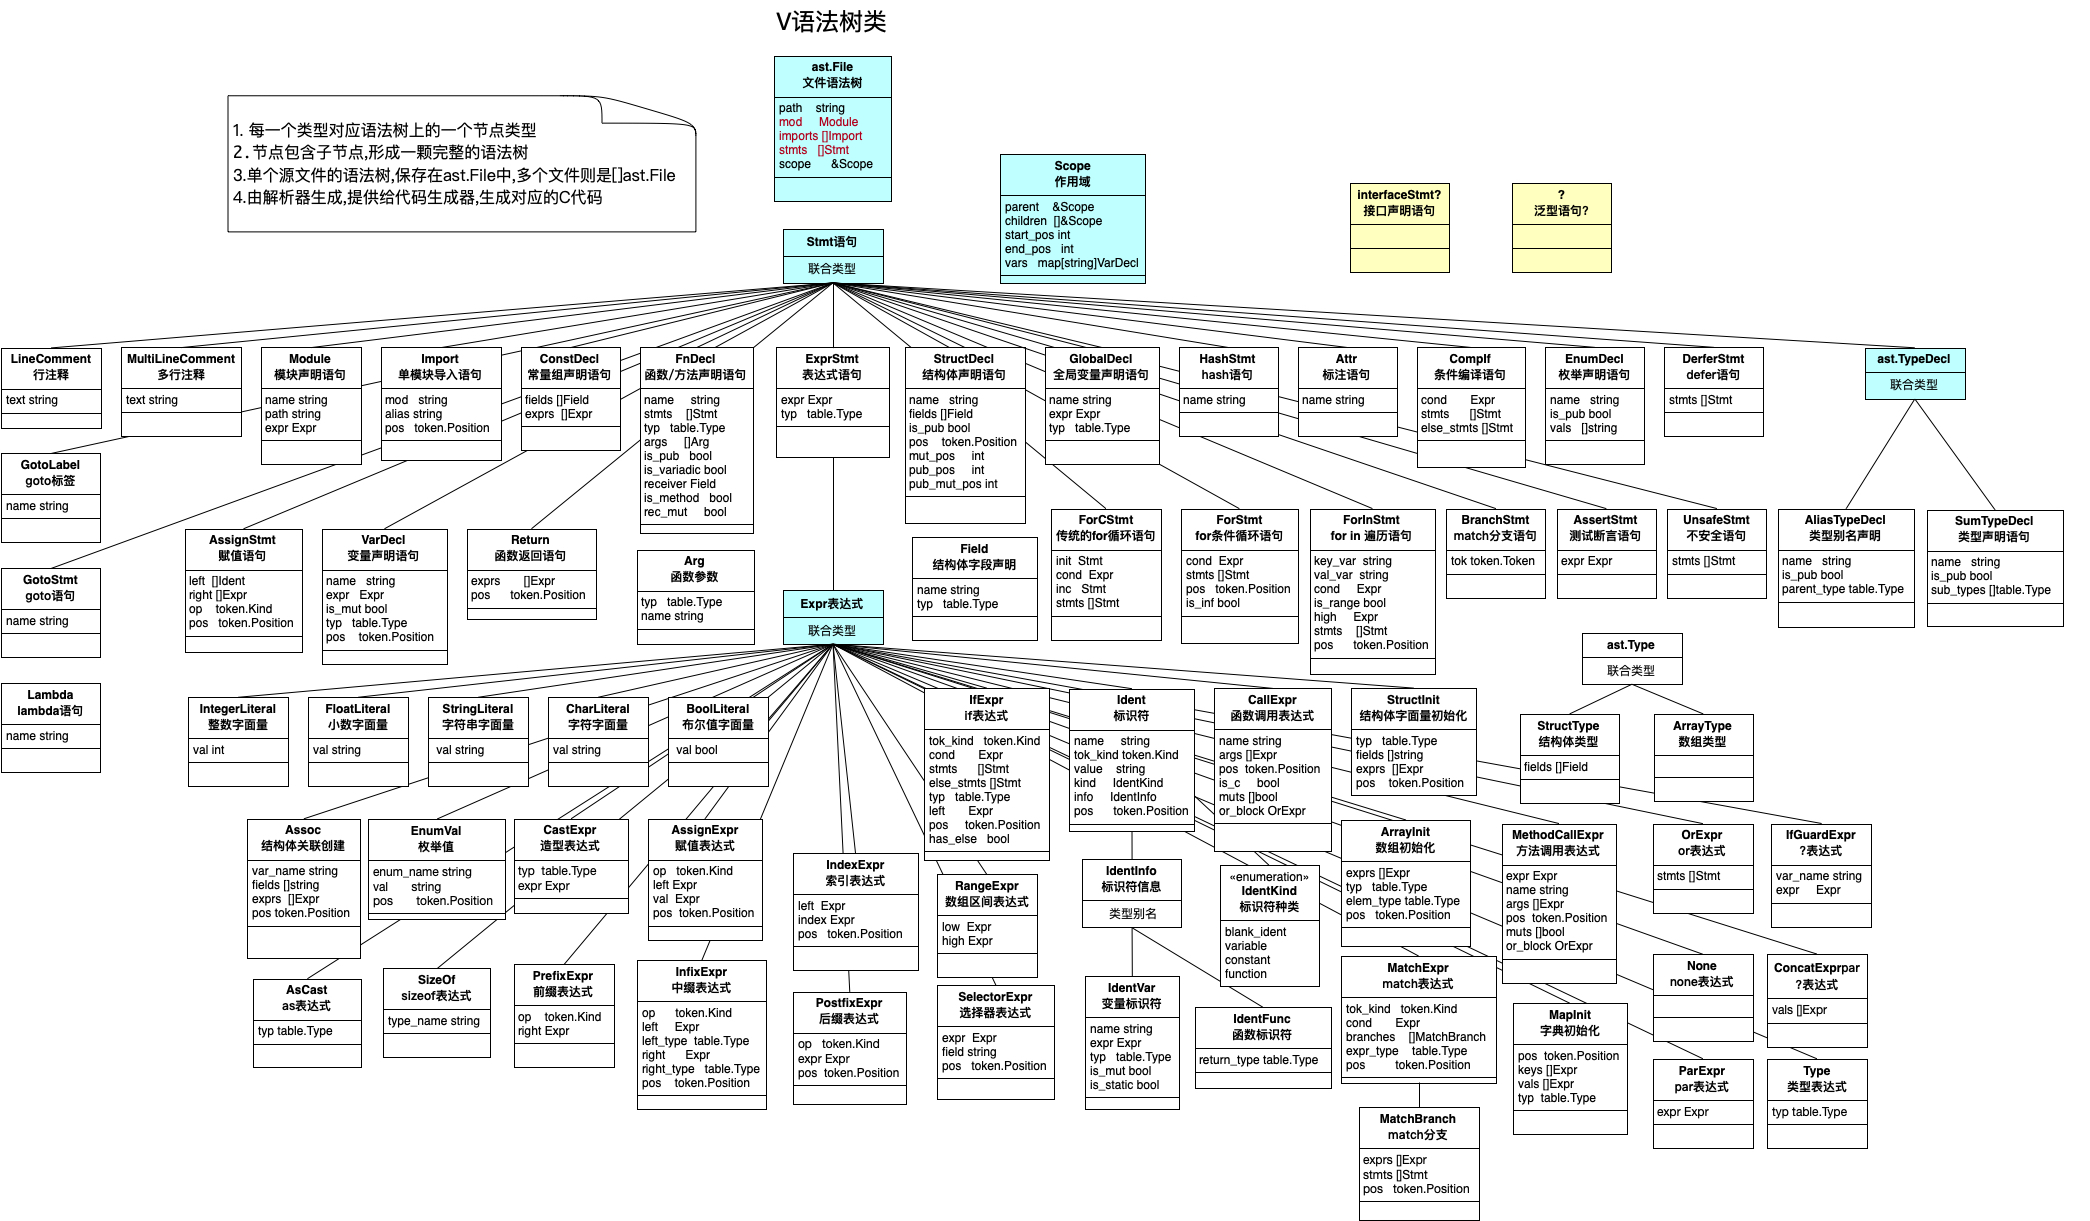 V语法树类
ast.File
文件语法树
path string
mod Module
imports []Import
stmts []Stmt
scope &Scope
1. 每一个类型对应语法树上的一个节点类型
2.节点包含子节点,形成一颗完整的语法树
3.单个源文件的语法树,保存在ast.File中,多个文件则是[]ast.File
4.由解析器生成,提供给代码生成器,生成对应的C代码
Scope
作用域
parent &Scope
children []&Scope
start_pos int
end_pos int
vars map[string]VarDecl
interfaceStmt?
接口声明语句
?
泛型语句?
Stmt语句
联合类型
LineComment
行注释
text string
MultiLineComment
多行注释
text string
Module
模块声明语句
name string
path string
expr Expr
Import
单模块导入语句
mod string
alias string
pos token.Position
ConstDecl
常量组声明语句
fields []Field
exprs []Expr
FnDecl
函数/方法声明语句
name string
stmts []Stmt
typ table.Type
args []Arg
is_pub bool
is_variadic bool
receiver Field
is_method bool
rec_mut bool
ExprStmt
表达式语句
expr Expr
typ table.Type
StructDecl
结构体声明语句
name string
fields []Field
is_pub bool
pos token.Position
mut_pos int
pub_pos int
pub_mut_pos int
GlobalDecl
全局变量声明语句
name string
expr Expr
typ table.Type
HashStmt
hash语句
name string
Attr
标注语句
name string
CompIf
条件编译语句
cond Expr
stmts []Stmt
else_stmts []Stmt
EnumDecl
枚举声明语句
name string
is_pub bool
vals []string
DerferStmt
defer语句
stmts []Stmt
ast.TypeDecl
联合类型
GotoLabel
goto标签
name string
GotoStmt
goto语句
name string
Lambda
lambda语句
name string
AssignStmt
赋值语句
left []Ident
right []Expr
op token.Kind
pos token.Position
VarDecl
变量声明语句
name string
expr Expr
is_mut bool
typ table.Type
pos token.Position
Return
函数返回语句
exprs []Expr
pos token.Position
Arg
函数参数
typ table.Type
name string
Field
结构体字段声明
name string
typ table.Type
ForCStmt
传统的for循环语句
init Stmt
cond Expr
inc Stmt
stmts []Stmt
ForStmt
for条件循环语句
cond Expr
stmts []Stmt
pos token.Position
is_inf bool
ForInStmt
for in 遍历语句
key_var string
val_var string
cond Expr
is_range bool
high Expr
stmts []Stmt
pos token.Position
BranchStmt
match分支语句
tok token.Token
AssertStmt
测试断言语句
expr Expr
UnsafeStmt
不安全语句
stmts []Stmt
AliasTypeDecl
类型别名声明
name string
is_pub bool
parent_type table.Type
SumTypeDecl
类型声明语句
name string
is_pub bool
sub_types []table.Type
Expr表达式
联合类型
ast.Type
联合类型
StructType
结构体类型
fields []Field
ArrayType
数组类型
IntegerLiteral
整数字面量
val int
FloatLiteral
小数字面量
val string
StringLiteral
字符串字面量
val string
CharLiteral
字符字面量
val string
BoolLiteral
布尔值字面量
val bool
IfExpr
if表达式
tok_kind token.Kind
cond Expr
stmts []Stmt
else_stmts []Stmt
typ table.Type
left Expr
pos token.Position
has_else bool
Ident
标识符
name string
tok_kind token.Kind
value string
kind IdentKind
info IdentInfo
pos token.Position
CallExpr
函数调用表达式
name string
args []Expr
pos token.Position
is_c bool
muts []bool
or_block OrExpr
StructInit
结构体字面量初始化
typ table.Type
fields []string
exprs []Expr
pos token.Position
Assoc
结构体关联创建
var_name string
fields []string
exprs []Expr
pos token.Position
EnumVal
枚举值
enum_name string
val string
pos token.Position
CastExpr
造型表达式
typ table.Type
expr Expr
AssignExpr
赋值表达式
op token.Kind
left Expr
val Expr
pos token.Position
IndexExpr
索引表达式
left Expr
index Expr
pos token.Position
RangeExpr
数组区间表达式
low Expr
high Expr
IdentInfo
标识符信息
类型别名
«enumeration»
IdentKind
标识符种类
blank_ident
variable
constant
function
ArrayInit
数组初始化
exprs []Expr
typ table.Type
elem_type table.Type
pos token.Position
MethodCallExpr
方法调用表达式
expr Expr
name string
args []Expr
pos token.Position
muts []bool
or_block OrExpr
OrExpr
or表达式
stmts []Stmt
IfGuardExpr
?表达式
var_name string
expr Expr
AsCast
as表达式
typ table.Type
SizeOf
sizeof表达式
type_name string
PrefixExpr
前缀表达式
op token.Kind
right Expr
InfixExpr
中缀表达式
op token.Kind
left Expr
left_type table.Type
right Expr
right_type table.Type
pos token.Position
PostfixExpr
后缀表达式
op token.Kind
expr Expr
pos token.Position
SelectorExpr
选择器表达式
expr Expr
field string
pos token.Position
IdentVar
变量标识符
name string
expr Expr
typ table.Type
is_mut bool
is_static bool
IdentFunc
函数标识符
return_type table.Type
MatchExpr
match表达式
tok_kind token.Kind
cond Expr
branches []MatchBranch
expr_type table.Type
pos token.Position
MapInit
字典初始化
pos token.Position
keys []Expr
vals []Expr
typ table.Type
None
none表达式
ConcatExprpar
?表达式
vals []Expr
ParExpr
par表达式
expr Expr
Type
类型表达式
typ table.Type
MatchBranch
match分支
exprs []Expr
stmts []Stmt
pos token.Position